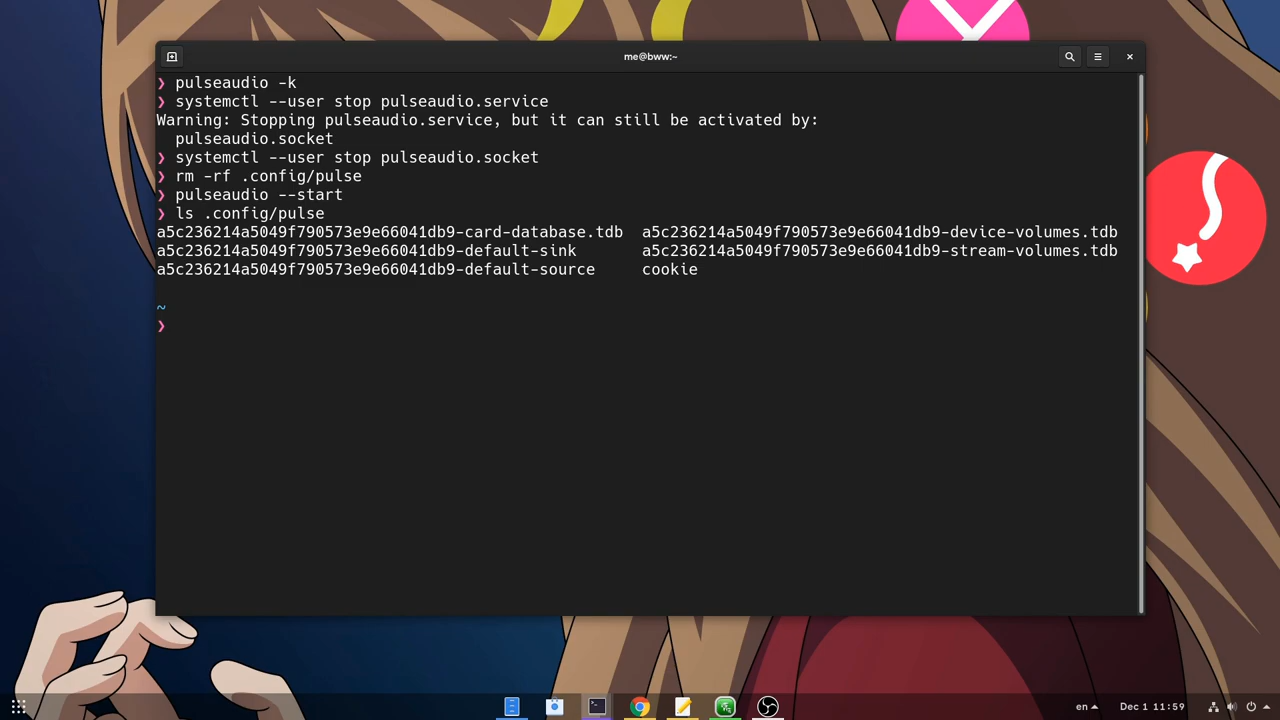 me@bww:~
❯ pulseaudio -k
❯ systemctl --user stop pulseaudio.service
Warning: Stopping pulseaudio.service, but it can still be activated by:
  pulseaudio.socket
❯ systemctl --user stop pulseaudio.socket
❯ rm -rf .config/pulse
❯ pulseaudio --start
❯ ls .config/pulse
a5c236214a5049f790573e9e66041db9-card-database.tdb  a5c236214a5049f790573e9e66041db9-device-volumes.tdb
a5c236214a5049f790573e9e66041db9-default-sink       a5c236214a5049f790573e9e66041db9-stream-volumes.tdb
a5c236214a5049f790573e9e66041db9-default-source     cookie
~
❯
en Dec 1 11:59